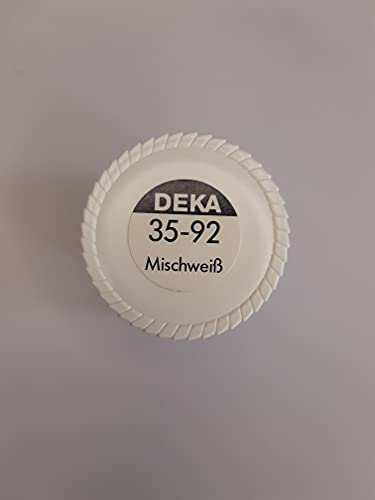 DEKA
35-92
Mischweiß